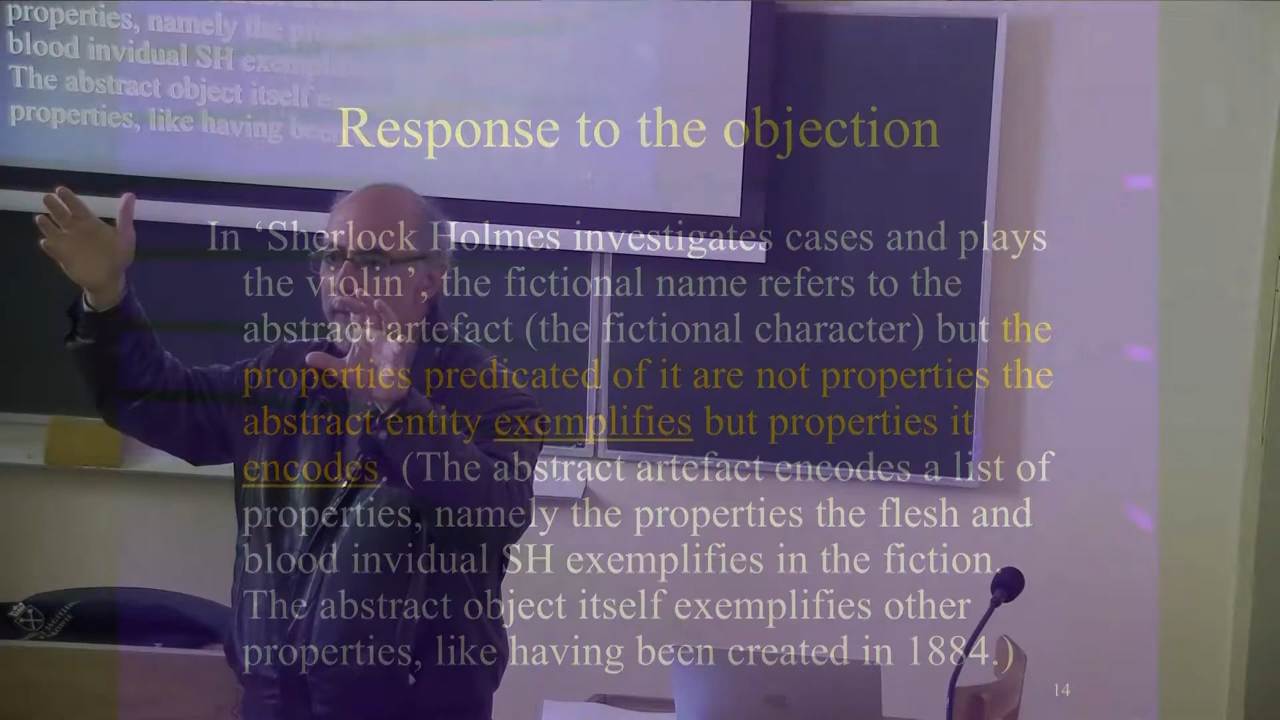 properties, namely the
blood invidual SH
The abstract object itself
properties, like having
Response to the objection
In ‘Sherlock Holmes investigates cases and plays
the violin’, the fictional name refers to the
abstract artefact (the fictional character) but the
properties predicated of it are not properties the
abstract entity exemplifies but properties it
encodes. (The abstract artefact encodes a list of
properties, namely the properties the flesh and
blood invidual SH exemplifies in the fiction.
The abstract object itself exemplifies other
properties, like having been created in 1884.)
14